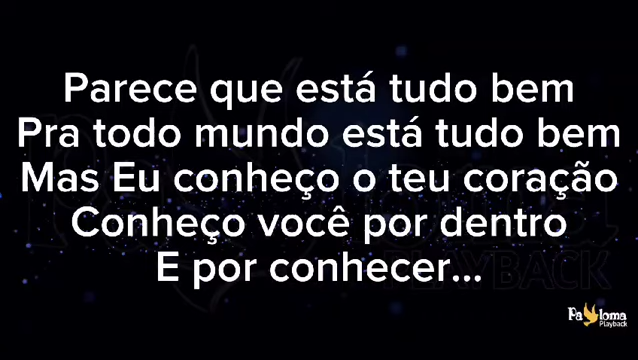 Parece que está tudo bem
Pra todo mundo está tudo bem
Mas Eu conheço o teu coração
Conheço você por dentro
E por conhecer...
PLAYBACK
Paloma
Playback